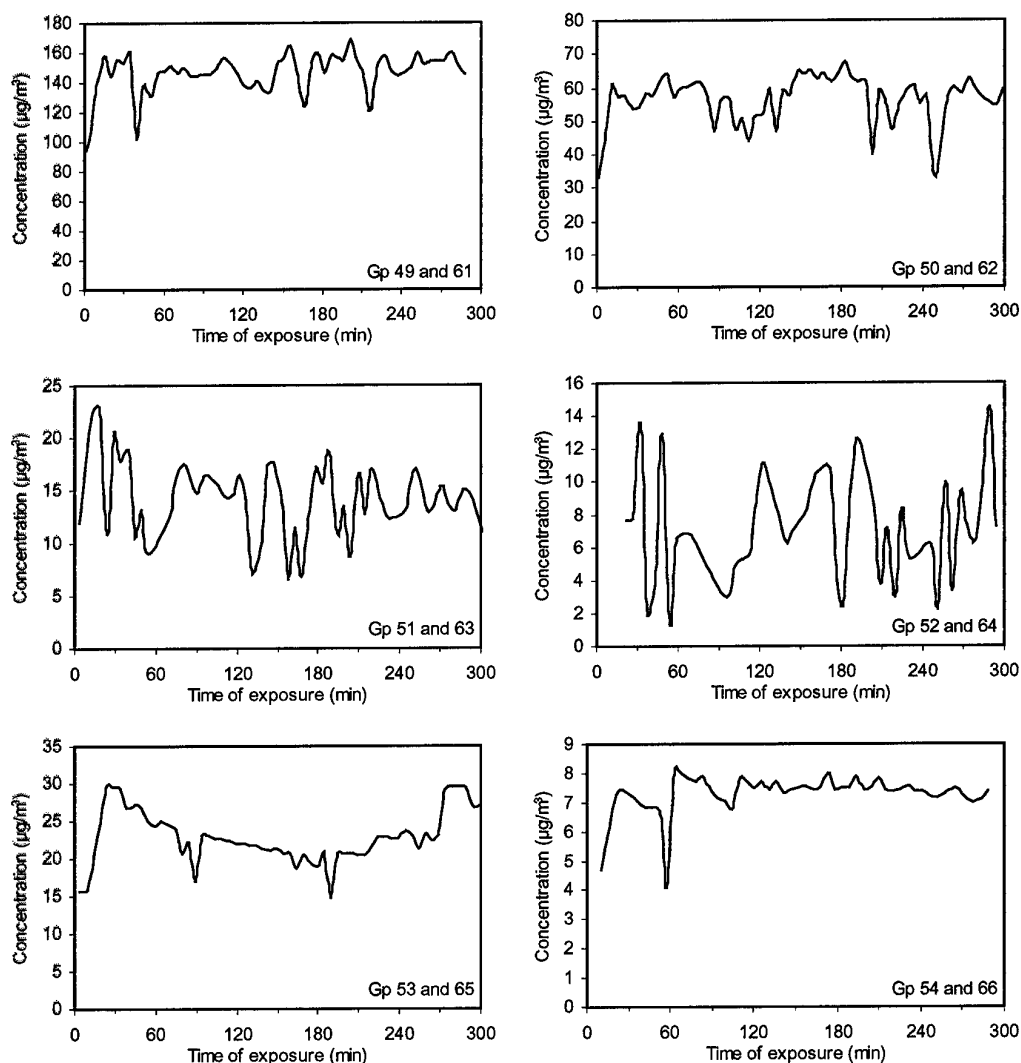 180
160
140
120
100
80
60
40
20
0
Concentration (µg/m³)
0 60 120 180 240 300
Time of exposure (min)
Gp 49 and 61
80
70
60
50
40
30
20
10
0
Concentration (µg/m³)
0 60 120 180 240 300
Time of exposure (min)
Gp 50 and 62
25
20
15
10
5
0
Concentration (µg/m³)
0 60 120 180 240 300
Time of exposure (min)
Gp 51 and 63
16
14
12
10
8
6
4
2
0
Concentration (µg/m³)
0 60 120 180 240 300
Time of exposure (min)
Gp 52 and 64
35
30
25
20
15
10
5
0
Concentration (µg/m³)
0 60 120 180 240 300
Time of exposure (min)
Gp 53 and 65
9
8
7
6
5
4
3
2
1
0
Concentration (µg/m³)
0 60 120 180 240 300
Time of exposure (min)
Gp 54 and 66